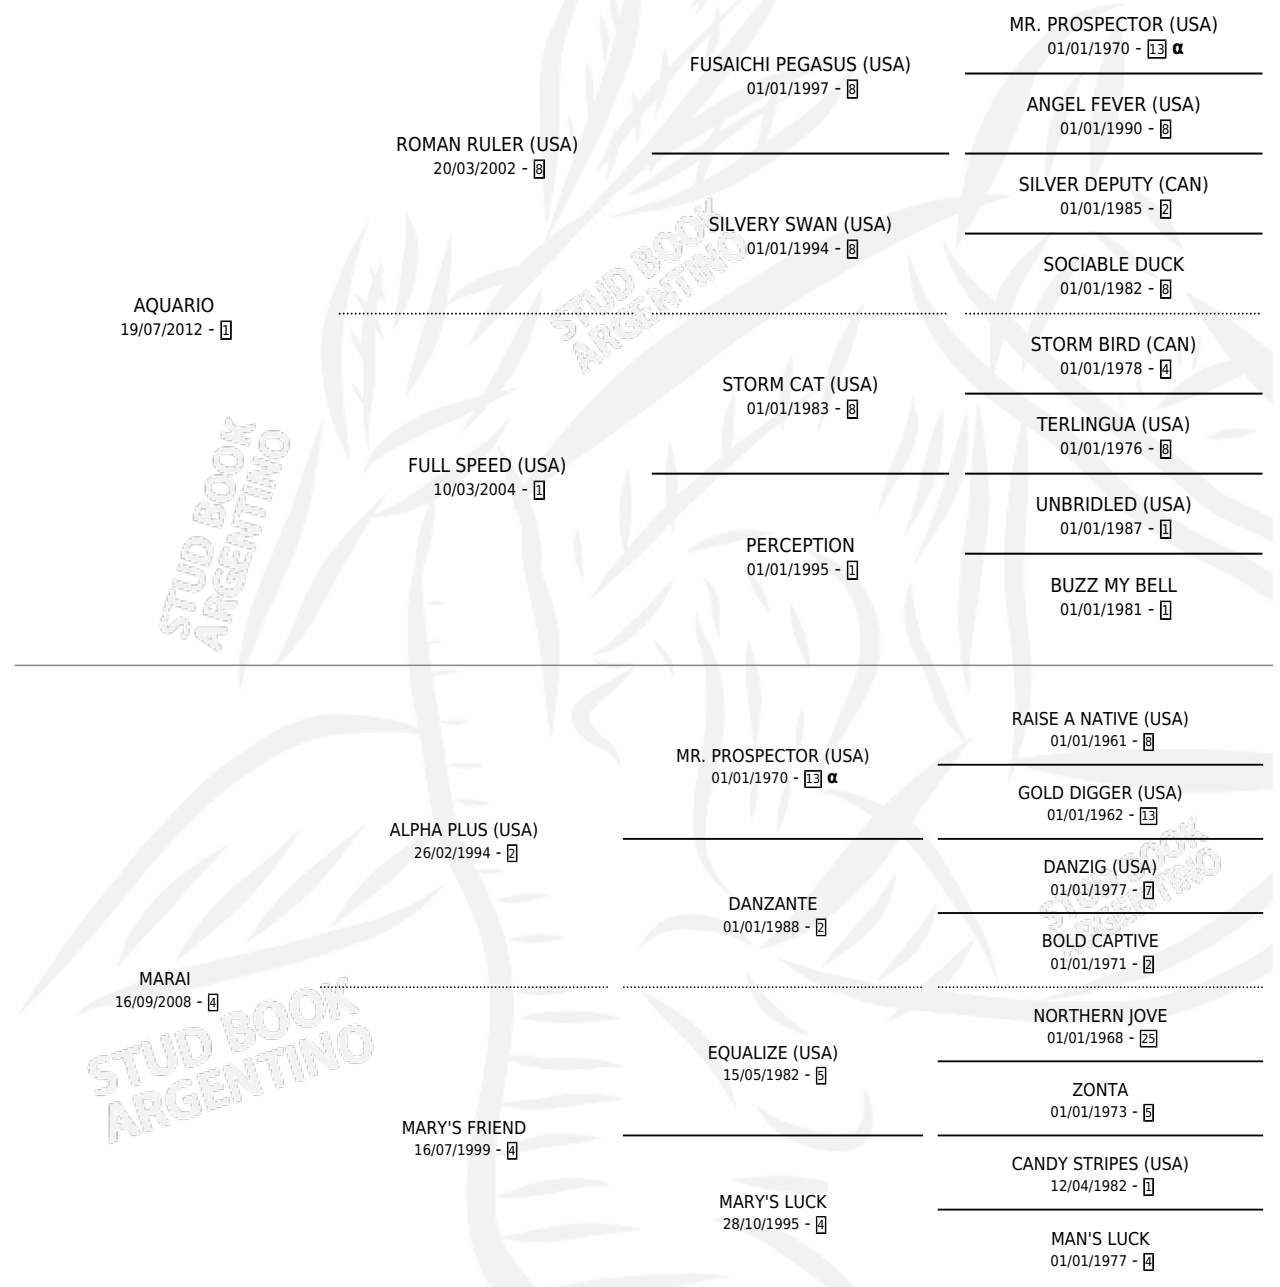 MR. PROSPECTOR (USA)
01/01/1970 - 13 α
FUSAICHI PEGASUS (USA)
01/01/1997 - 8
ANGEL FEVER (USA)
01/01/1990 - 8
ROMAN RULER (USA)
20/03/2002 - 8
SILVER DEPUTY (CAN)
01/01/1985 - 2
SILVERY SWAN (USA)
01/01/1994 - 8
SOCIABLE DUCK
01/01/1982 - 8
AQUARIO
19/07/2012 - 1
STORM BIRD (CAN)
01/01/1978 - 4
STORM CAT (USA)
01/01/1983 - 8
TERLINGUA (USA)
01/01/1976 - 8
FULL SPEED (USA)
10/03/2004 - 1
UNBRIDLED (USA)
01/01/1987 - 1
PERCEPTION
01/01/1995 - 1
BUZZ MY BELL
01/01/1981 - 1
RAISE A NATIVE (USA)
01/01/1961 - 8
MR. PROSPECTOR (USA)
01/01/1970 - 13 α
GOLD DIGGER (USA)
01/01/1962 - 13
ALPHA PLUS (USA)
26/02/1994 - 2
DANZIG (USA)
01/01/1977 - 7
DANZANTE
01/01/1988 - 2
BOLD CAPTIVE
01/01/1971 - 2
MARAI
16/09/2008 - 4
NORTHERN JOVE
01/01/1968 - 25
EQUALIZE (USA)
15/05/1982 - 5
ZONTA
01/01/1973 - 5
MARY'S FRIEND
16/07/1999 - 4
CANDY STRIPES (USA)
12/04/1982 - 1
MARY'S LUCK
28/10/1995 - 4
MAN'S LUCK
01/01/1977 - 4
STUD BOOK
ARGENTINO
STUD BOOK
ARGENTINO
STUD BOOK
ARGENTINO
STUD BOOK
ARGENTINO